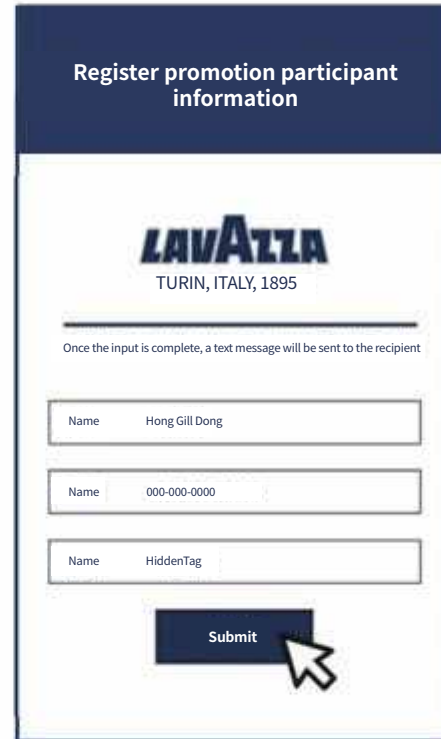 Register promotion participant
information
LAVAZZA
TURIN, ITALY, 1895
Once the input is complete, a text message will be sent to the recipient
Name Hong Gill Dong
Name 000-000-0000
Name HiddenTag
Submit